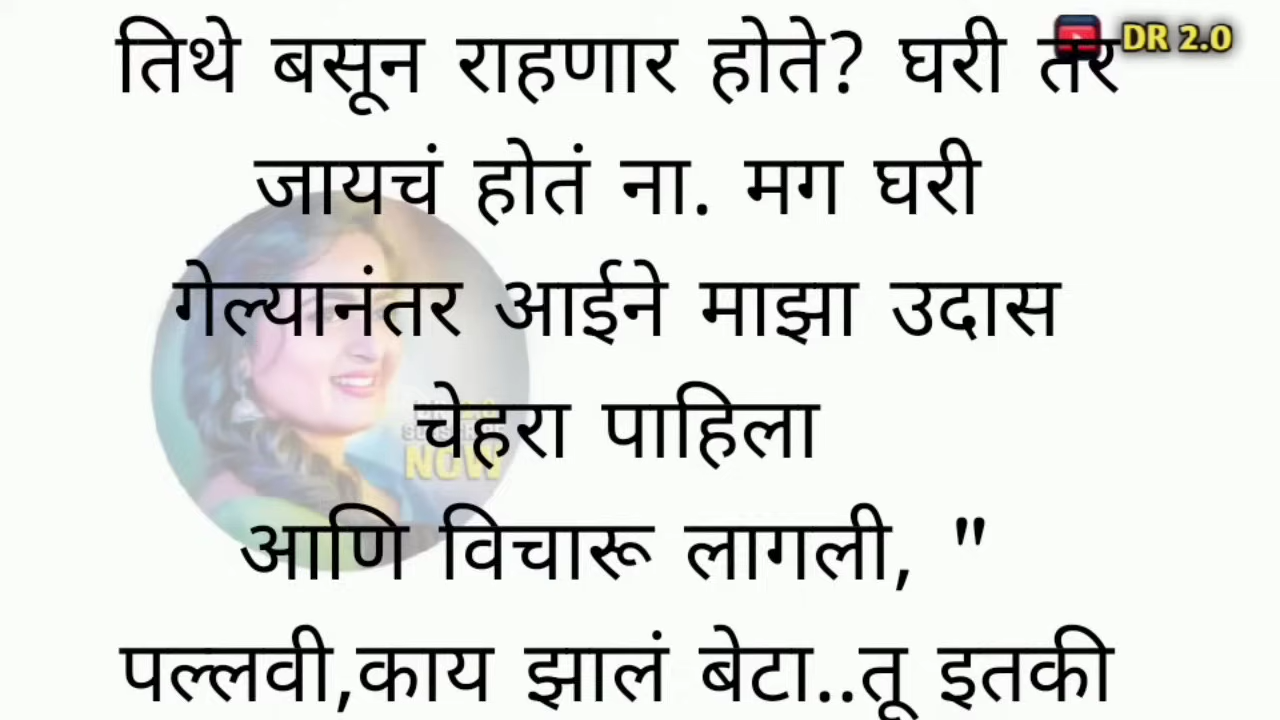 तिथे बसून राहणार होते? घरी तर
DR 2.0
जायचं होतं ना. मग घरी
गेल्यानंतर आईने माझा उदास
चेहरा पाहिला
NOW
आणि विचारू लागली, "
पल्लवी,काय झालं बेटा..तू इतकी